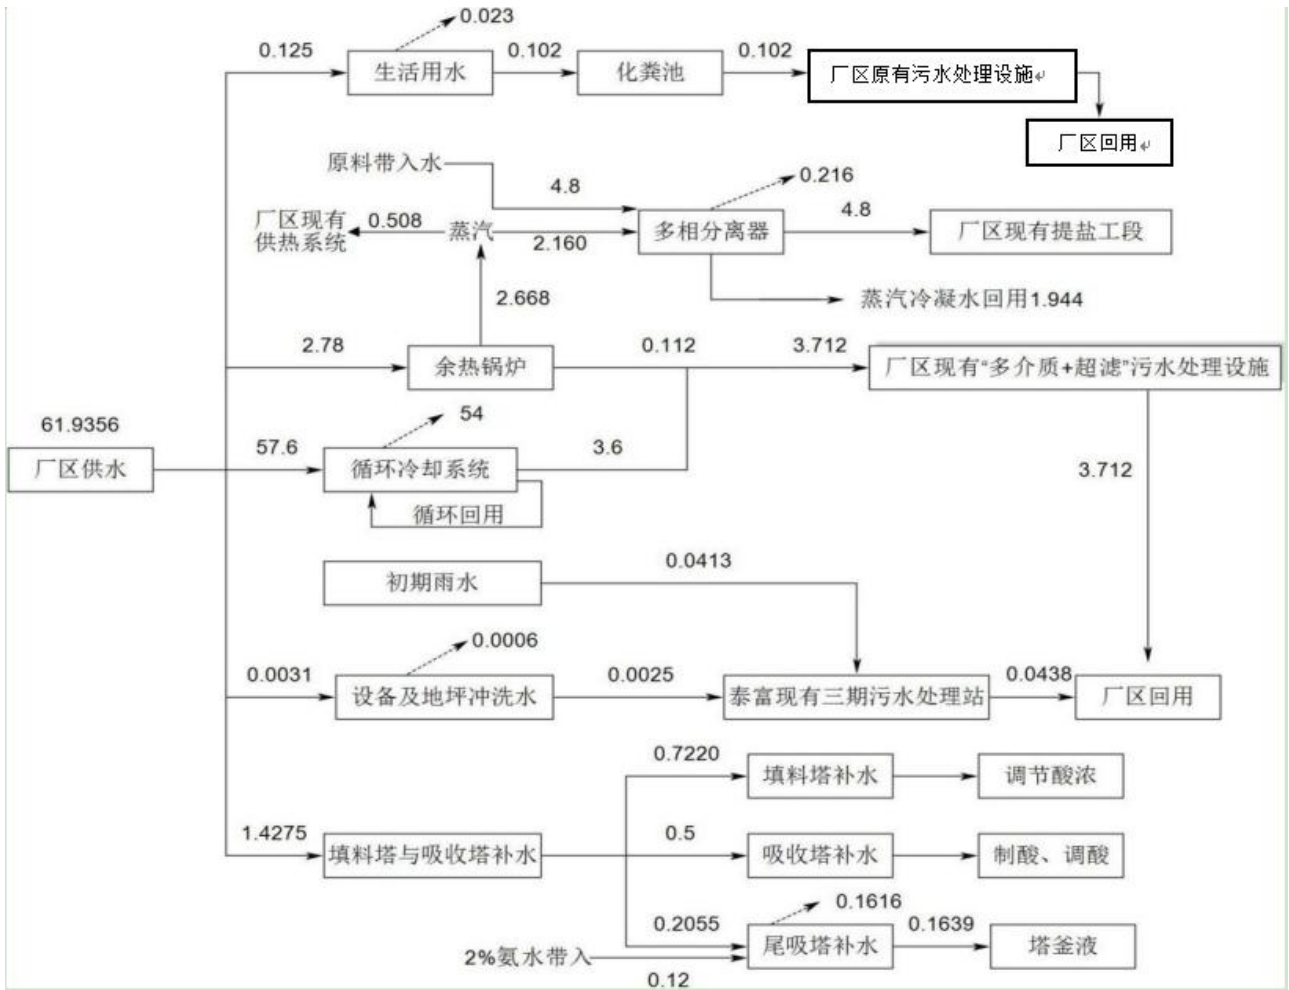 0.023
0.125
生活用水
0.102
化粪池
0.102
厂区原有污水处理设施↵
厂区回用↵
原料带入水
4.8
0.216
厂区现有
供热系统
0.508
蒸汽
2.160
多相分离器
4.8
厂区现有提盐工段
2.668
蒸汽冷凝水回用1.944
2.78
余热锅炉
0.112
3.712
厂区现有“多介质+超滤”污水处理设施
61.9356
厂区供水
57.6
54
循环冷却系统
3.6
循环回用
3.712
初期雨水
0.0413
0.0031
0.0006
设备及地坪冲洗水
0.0025
泰富现有三期污水处理站
0.0438
厂区回用
0.7220
填料塔补水
调节酸浓
1.4275
填料塔与吸收塔补水
0.5
吸收塔补水
制酸、调酸
0.2055
0.1616
尾吸塔补水
0.1639
塔釜液
2%氨水带入
0.12